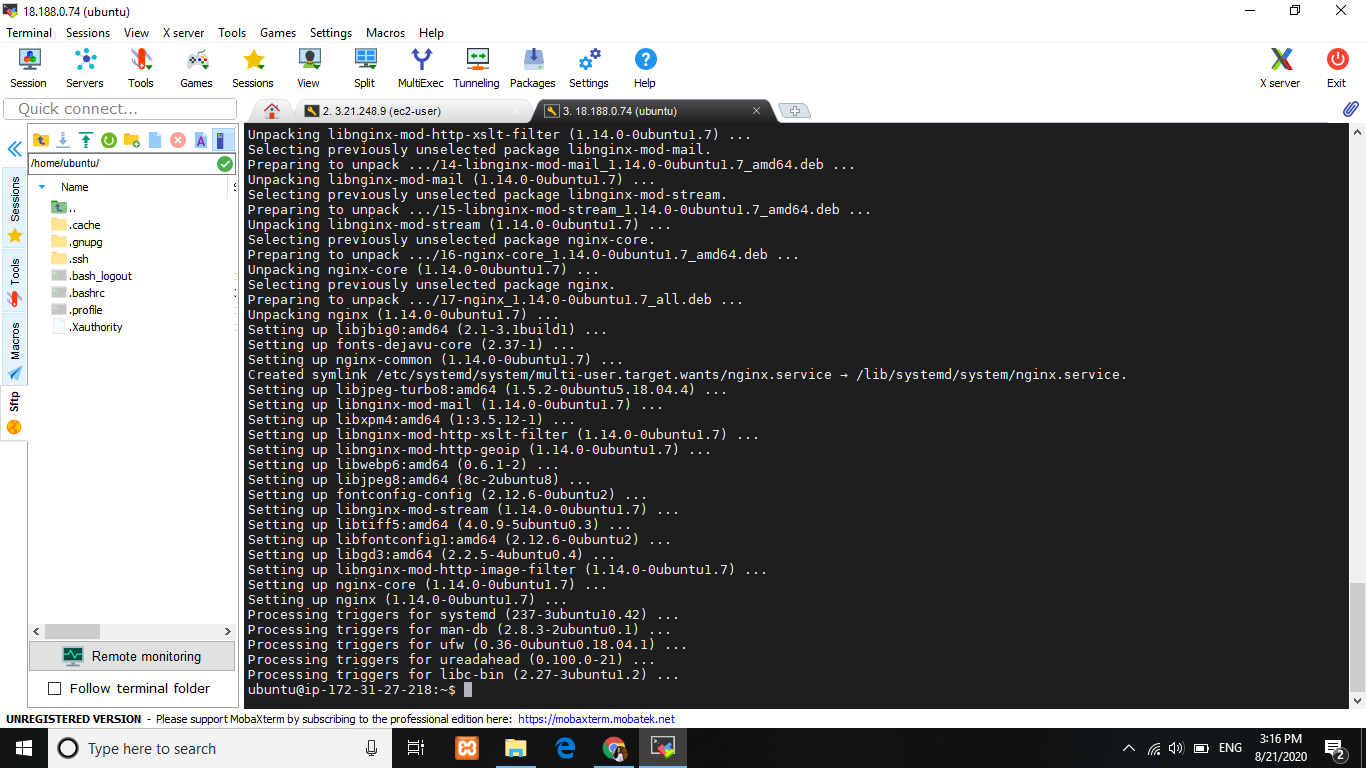 18.188.0.74 (ubuntu)
Terminal Sessions View X server Tools Games Settings Macros Help
Session Servers Tools Games Sessions View Split MultiExec Tunneling Packages Settings Help X server Exit
Quick connect...
2. 3.21.248.9 (ec2-user)
3. 18.188.0.74 (ubuntu)
/home/ubuntu/
Name
..
.cache
.gnupg
.ssh
.bash_logout
.bashrc
.profile
.Xauthority
Sessions
Tools
Macros
Sftp
Remote monitoring
Follow terminal folder
Unpacking libnginx-mod-http-xslt-filter (1.14.0-0ubuntu1.7) ...
Selecting previously unselected package libnginx-mod-mail.
Preparing to unpack .../14-libnginx-mod-mail_1.14.0-0ubuntu1.7_amd64.deb ...
Unpacking libnginx-mod-mail (1.14.0-0ubuntu1.7) ...
Selecting previously unselected package libnginx-mod-stream.
Preparing to unpack .../15-libnginx-mod-stream_1.14.0-0ubuntu1.7_amd64.deb ...
Unpacking libnginx-mod-stream (1.14.0-0ubuntu1.7) ...
Selecting previously unselected package nginx-core.
Preparing to unpack .../16-nginx-core_1.14.0-0ubuntu1.7_amd64.deb ...
Unpacking nginx-core (1.14.0-0ubuntu1.7) ...
Selecting previously unselected package nginx.
Preparing to unpack .../17-nginx_1.14.0-0ubuntu1.7_all.deb ...
Unpacking nginx (1.14.0-0ubuntu1.7) ...
Setting up libjbig0:amd64 (2.1-3.1build1) ...
Setting up fonts-dejavu-core (2.37-1) ...
Setting up nginx-common (1.14.0-0ubuntu1.7) ...
Created symlink /etc/systemd/system/multi-user.target.wants/nginx.service → /lib/systemd/system/nginx.service.
Setting up libjpeg-turbo8:amd64 (1.5.2-0ubuntu5.18.04.4) ...
Setting up libnginx-mod-mail (1.14.0-0ubuntu1.7) ...
Setting up libxpm4:amd64 (1:3.5.12-1) ...
Setting up libnginx-mod-http-xslt-filter (1.14.0-0ubuntu1.7) ...
Setting up libnginx-mod-http-geoip (1.14.0-0ubuntu1.7) ...
Setting up libwebp6:amd64 (0.6.1-2) ...
Setting up libjpeg8:amd64 (8c-2ubuntu8) ...
Setting up fontconfig-config (2.12.6-0ubuntu2) ...
Setting up libnginx-mod-stream (1.14.0-0ubuntu1.7) ...
Setting up libtiff5:amd64 (4.0.9-5ubuntu0.3) ...
Setting up libfontconfig1:amd64 (2.12.6-0ubuntu2) ...
Setting up libgd3:amd64 (2.2.5-4ubuntu0.4) ...
Setting up libnginx-mod-http-image-filter (1.14.0-0ubuntu1.7) ...
Setting up nginx-core (1.14.0-0ubuntu1.7) ...
Setting up nginx (1.14.0-0ubuntu1.7) ...
Processing triggers for systemd (237-3ubuntu10.42) ...
Processing triggers for man-db (2.8.3-2ubuntu0.1) ...
Processing triggers for ufw (0.36-0ubuntu0.18.04.1) ...
Processing triggers for ureadahead (0.100.0-21) ...
Processing triggers for libc-bin (2.27-3ubuntu1.2) ...
ubuntu@ip-172-31-27-218:~$
UNREGISTERED VERSION - Please support MobaXterm by subscribing to the professional edition here: https://mobaxterm.mobatek.net
Type here to search
ENG
3:16 PM
8/21/2020
2